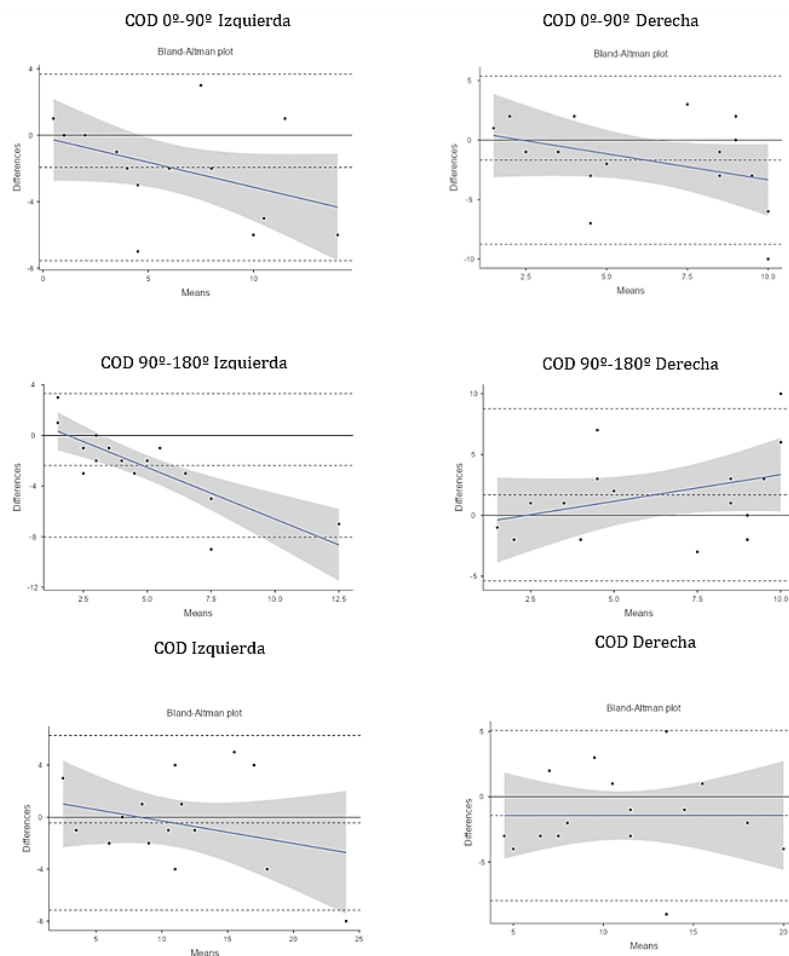 COD 0º-90º Izquierda
Bland-Altman plot
4
0
-4
-8
Differences
0
5
10
Means
COD 0º-90º Derecha
Bland-Altman plot
5
0
-5
-10
Differences
2.5
5.0
7.5
10.0
Means
COD 90º-180º Izquierda
4
0
-4
-8
-12
Differences
2.5
5.0
7.5
10.0
12.5
Means
COD 90º-180º Derecha
10
5
0
-5
Differences
2.5
5.0
7.5
10.0
Means
COD Izquierda
Bland-Altman plot
4
0
-4
-8
Differences
5
10
15
20
25
Means
COD Derecha
Bland-Altman plot
5
0
-5
Differences
5
10
15
20
Means